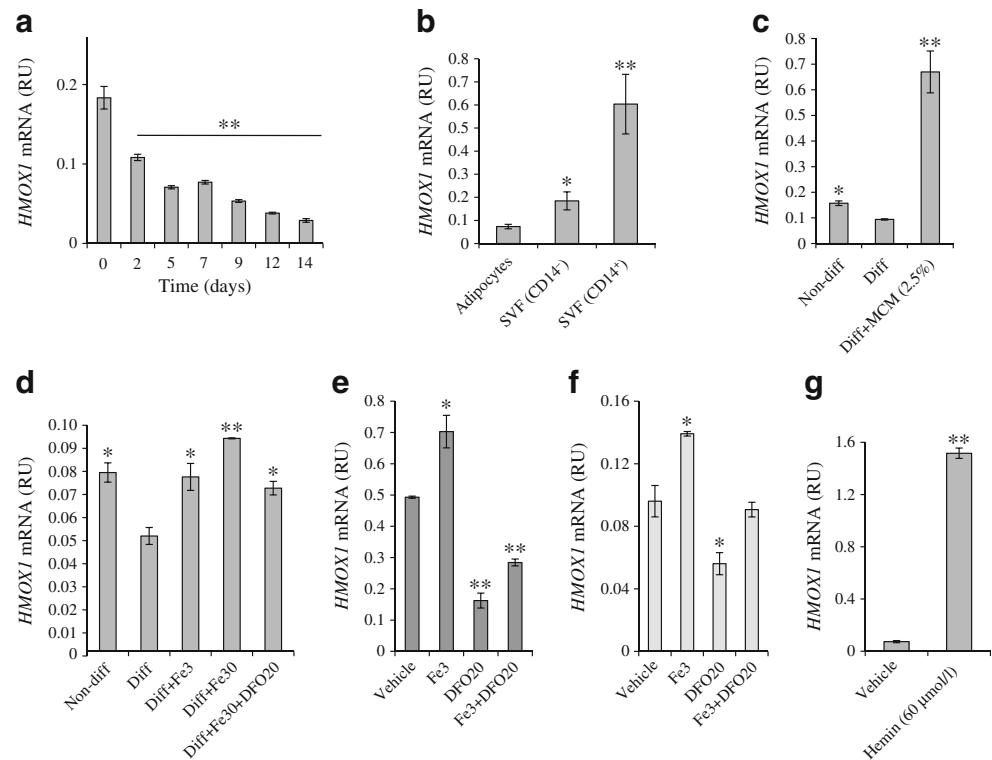 a
HMOX1 mRNA (RU)
0.2
0.1
0
**
0 2 5 7 9 12 14
Time (days)
b
HMOX1 mRNA (RU)
0.8
0.7
0.6
0.5
0.4
0.3
0.2
0.1
0
*
**
Adipocytes
SVF (CD14⁻)
SVF (CD14⁺)
c
HMOX1 mRNA (RU)
0.8
0.7
0.6
0.5
0.4
0.3
0.2
0.1
0
*
**
Non-diff
Diff
Diff+MCM (2.5%)
d
HMOX1 mRNA (RU)
0.10
0.90
0.08
0.07
0.06
0.05
0.04
0.03
0.02
0.01
0
*
*
**
*
Non-diff
Diff
Diff+Fe3
Diff+Fe30
Diff+Fe30+DFO20
e
HMOX1 mRNA (RU)
0.8
0.7
0.6
0.5
0.4
0.3
0.2
0.1
0
*
**
**
Vehicle
Fe3
DFO20
Fe3+DFO20
f
HMOX1 mRNA (RU)
0.16
0.12
0.08
0.04
0
*
*
Vehicle
Fe3
DFO20
Fe3+DFO20
g
HMOX1 mRNA (RU)
1.6
1.2
0.8
0.4
0
**
Vehicle
Hemin (60 µmol/l)